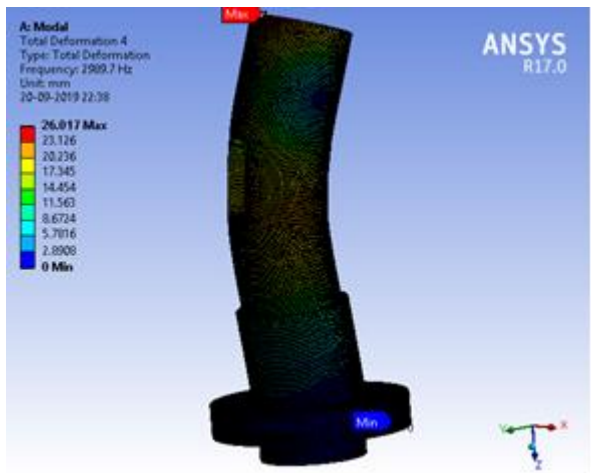 Max
A: Modal
Total Deformation 4
Type: Total Deformation
Frequency: 2989.7 Hz
Unit: mm
20-09-2019 22:38
ANSYS
R17.0
26.017 Max
23.126
20.236
17.345
14.454
11.563
8.6724
5.7816
2.8908
0 Min
Min
Y
X
Z